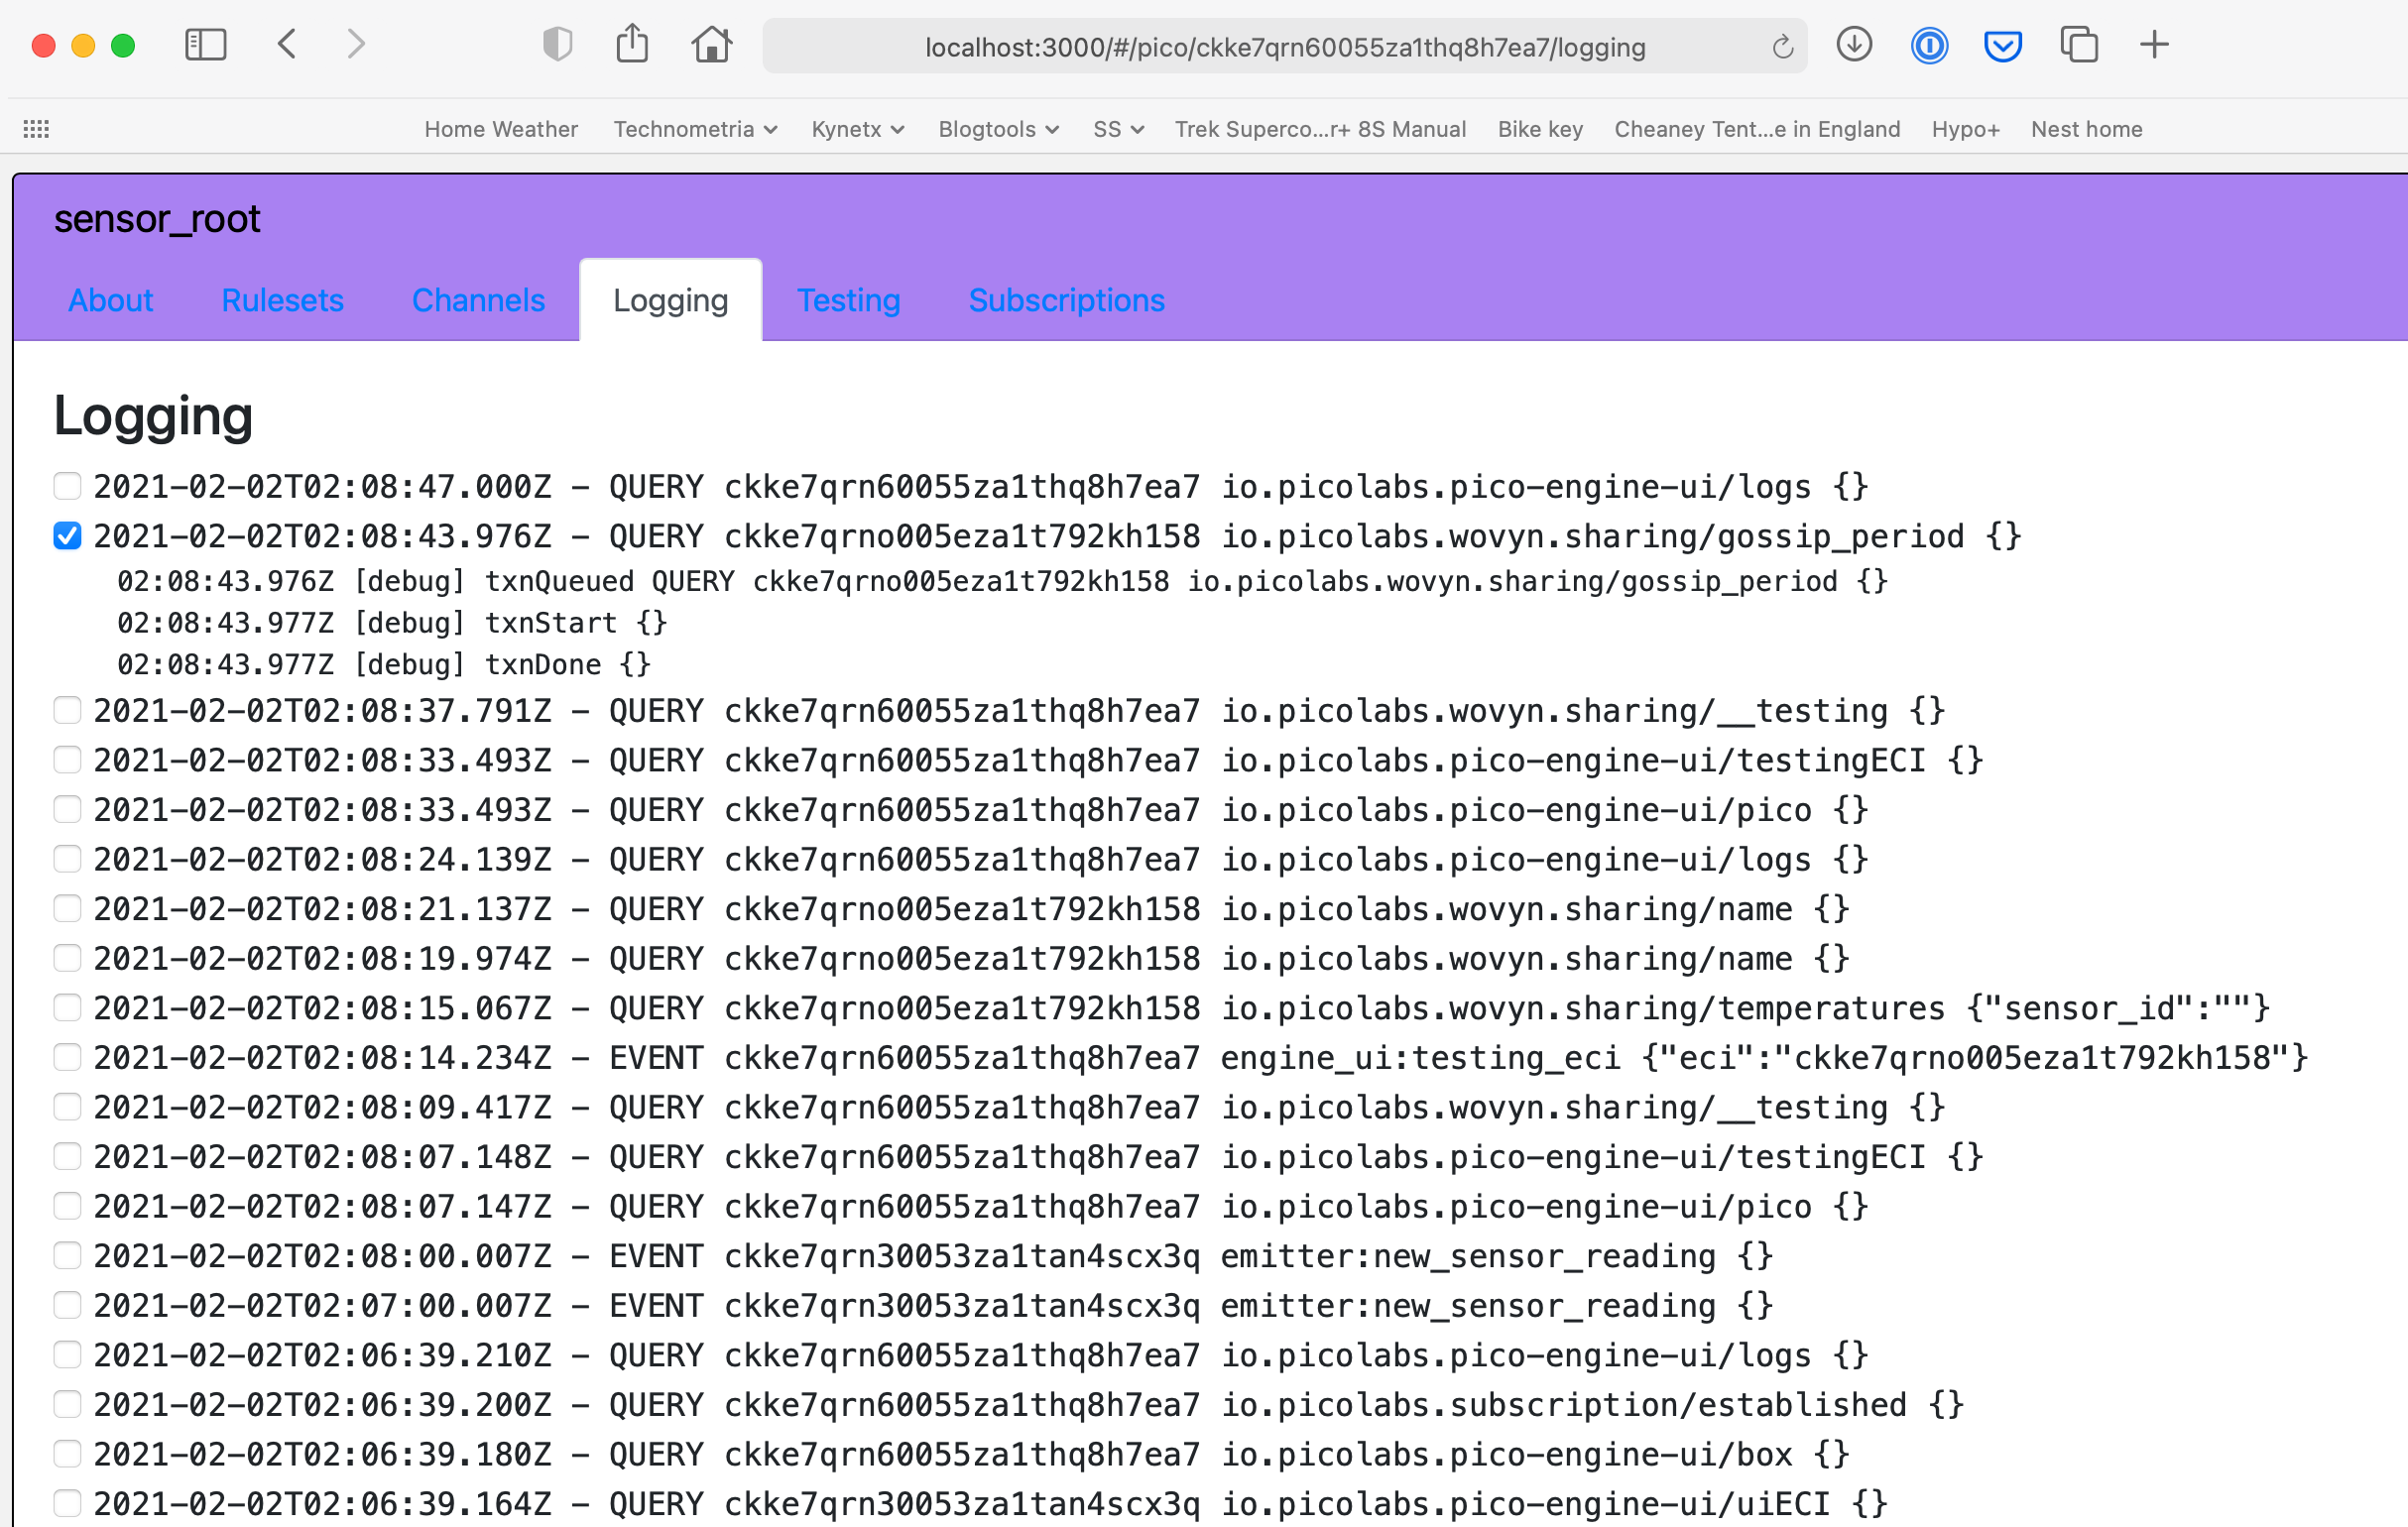 localhost:3000/#/pico/ckke7qrn60055za1thq8h7ea7/logging
Home Weather Technometria Kynetx Blogtools SS Trek Superco...r+ 8S Manual Bike key Cheaney Tent...e in England Hypo+ Nest home
sensor_root
About Rulesets Channels Logging Testing Subscriptions
Logging
2021-02-02T02:08:47.000Z - QUERY ckke7qrn60055za1thq8h7ea7 io.picolabs.pico-engine-ui/logs {}
2021-02-02T02:08:43.976Z - QUERY ckke7qrno005eza1t792kh158 io.picolabs.wovyn.sharing/gossip_period {}
02:08:43.976Z [debug] txnQueued QUERY ckke7qrno005eza1t792kh158 io.picolabs.wovyn.sharing/gossip_period {}
02:08:43.977Z [debug] txnStart {}
02:08:43.977Z [debug] txnDone {}
2021-02-02T02:08:37.791Z - QUERY ckke7qrn60055za1thq8h7ea7 io.picolabs.wovyn.sharing/__testing {}
2021-02-02T02:08:33.493Z - QUERY ckke7qrn60055za1thq8h7ea7 io.picolabs.pico-engine-ui/testingECI {}
2021-02-02T02:08:33.493Z - QUERY ckke7qrn60055za1thq8h7ea7 io.picolabs.pico-engine-ui/pico {}
2021-02-02T02:08:24.139Z - QUERY ckke7qrn60055za1thq8h7ea7 io.picolabs.pico-engine-ui/logs {}
2021-02-02T02:08:21.137Z - QUERY ckke7qrno005eza1t792kh158 io.picolabs.wovyn.sharing/name {}
2021-02-02T02:08:19.974Z - QUERY ckke7qrno005eza1t792kh158 io.picolabs.wovyn.sharing/name {}
2021-02-02T02:08:15.067Z - QUERY ckke7qrno005eza1t792kh158 io.picolabs.wovyn.sharing/temperatures {"sensor_id":""}
2021-02-02T02:08:14.234Z - EVENT ckke7qrn60055za1thq8h7ea7 engine_ui:testing_eci {"eci":"ckke7qrno005eza1t792kh158"}
2021-02-02T02:08:09.417Z - QUERY ckke7qrn60055za1thq8h7ea7 io.picolabs.wovyn.sharing/__testing {}
2021-02-02T02:08:07.148Z - QUERY ckke7qrn60055za1thq8h7ea7 io.picolabs.pico-engine-ui/testingECI {}
2021-02-02T02:08:07.147Z - QUERY ckke7qrn60055za1thq8h7ea7 io.picolabs.pico-engine-ui/pico {}
2021-02-02T02:08:00.007Z - EVENT ckke7qrn30053za1tan4scx3q emitter:new_sensor_reading {}
2021-02-02T02:07:00.007Z - EVENT ckke7qrn30053za1tan4scx3q emitter:new_sensor_reading {}
2021-02-02T02:06:39.210Z - QUERY ckke7qrn60055za1thq8h7ea7 io.picolabs.pico-engine-ui/logs {}
2021-02-02T02:06:39.200Z - QUERY ckke7qrn60055za1thq8h7ea7 io.picolabs.subscription/established {}
2021-02-02T02:06:39.180Z - QUERY ckke7qrn60055za1thq8h7ea7 io.picolabs.pico-engine-ui/box {}
2021-02-02T02:06:39.164Z - QUERY ckke7qrn30053za1tan4scx3q io.picolabs.pico-engine-ui/uiECI {}